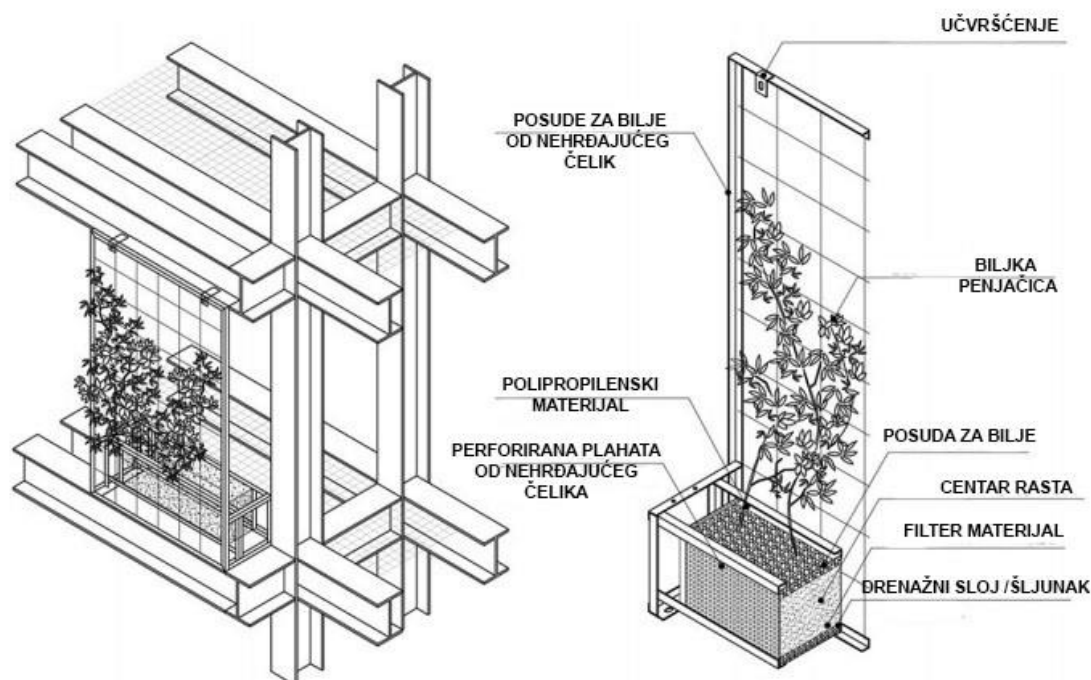 UČVRŠĆENJE
POSUDE ZA BILJE
OD NEHRĐAJUĆEG
ČELIK
BILJKA
PENJAČICA
POLIPROPILENSKI
MATERIJAL
PERFORIRANA PLAHATA
OD NEHRĐAJUĆEG
ČELIKA
POSUDA ZA BILJE
CENTAR RASTA
FILTER MATERIJAL
DRENAŽNI SLOJ /ŠLJUNAK